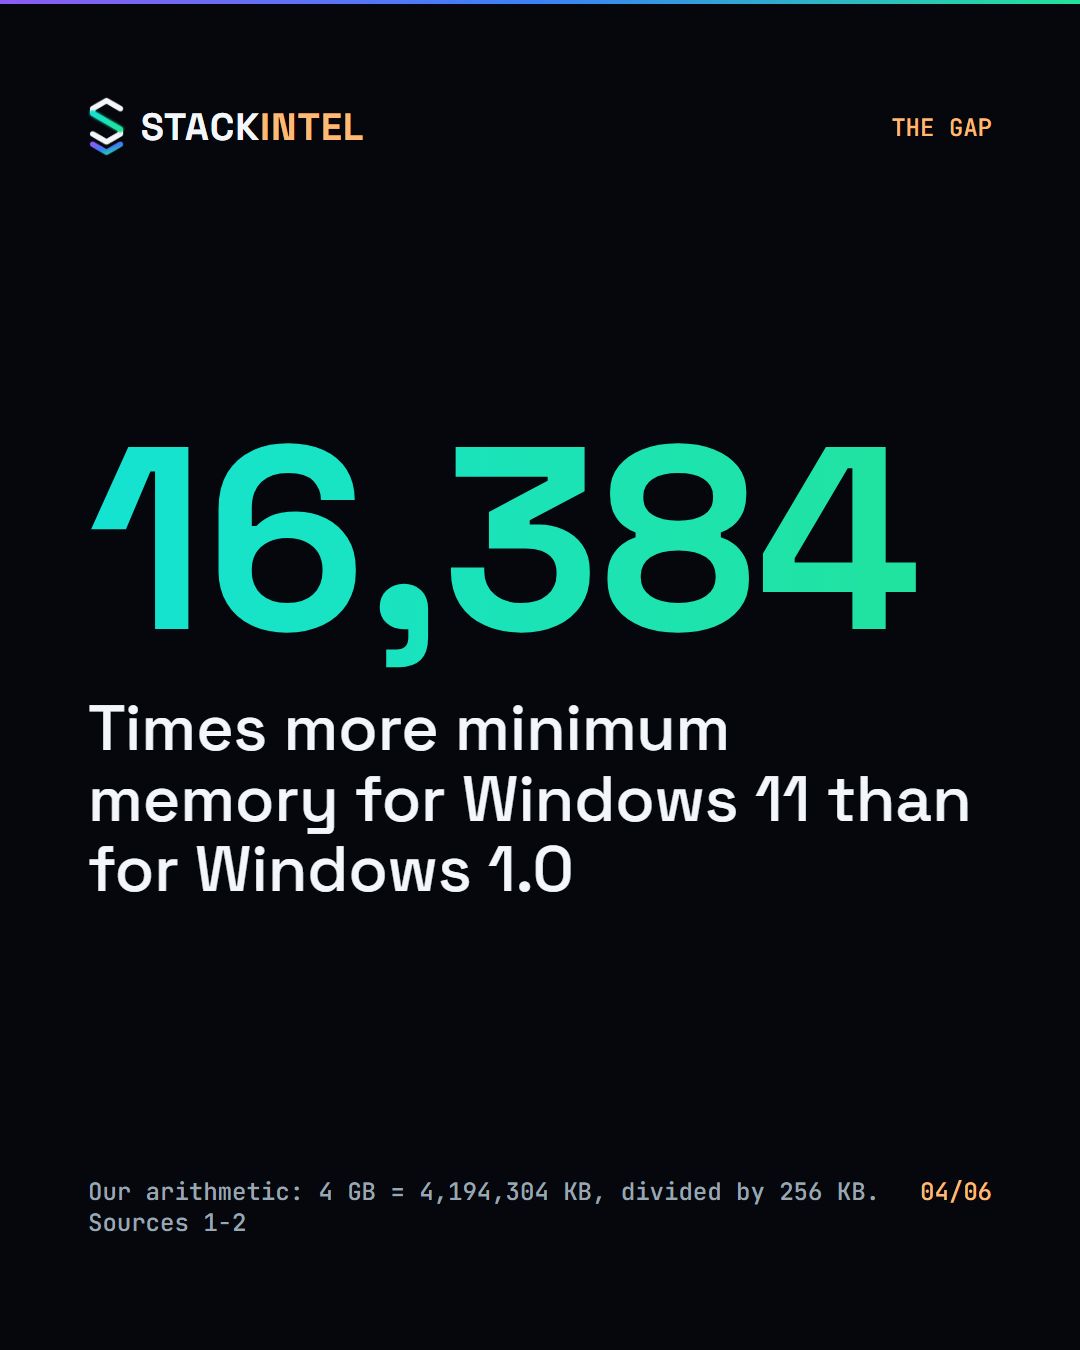 STACKINTEL
THE GAP
16,384
Times more minimum
memory for Windows 11 than
for Windows 1.0
Our arithmetic: 4 GB = 4,194,304 KB, divided by 256 KB.
Sources 1-2
04/06